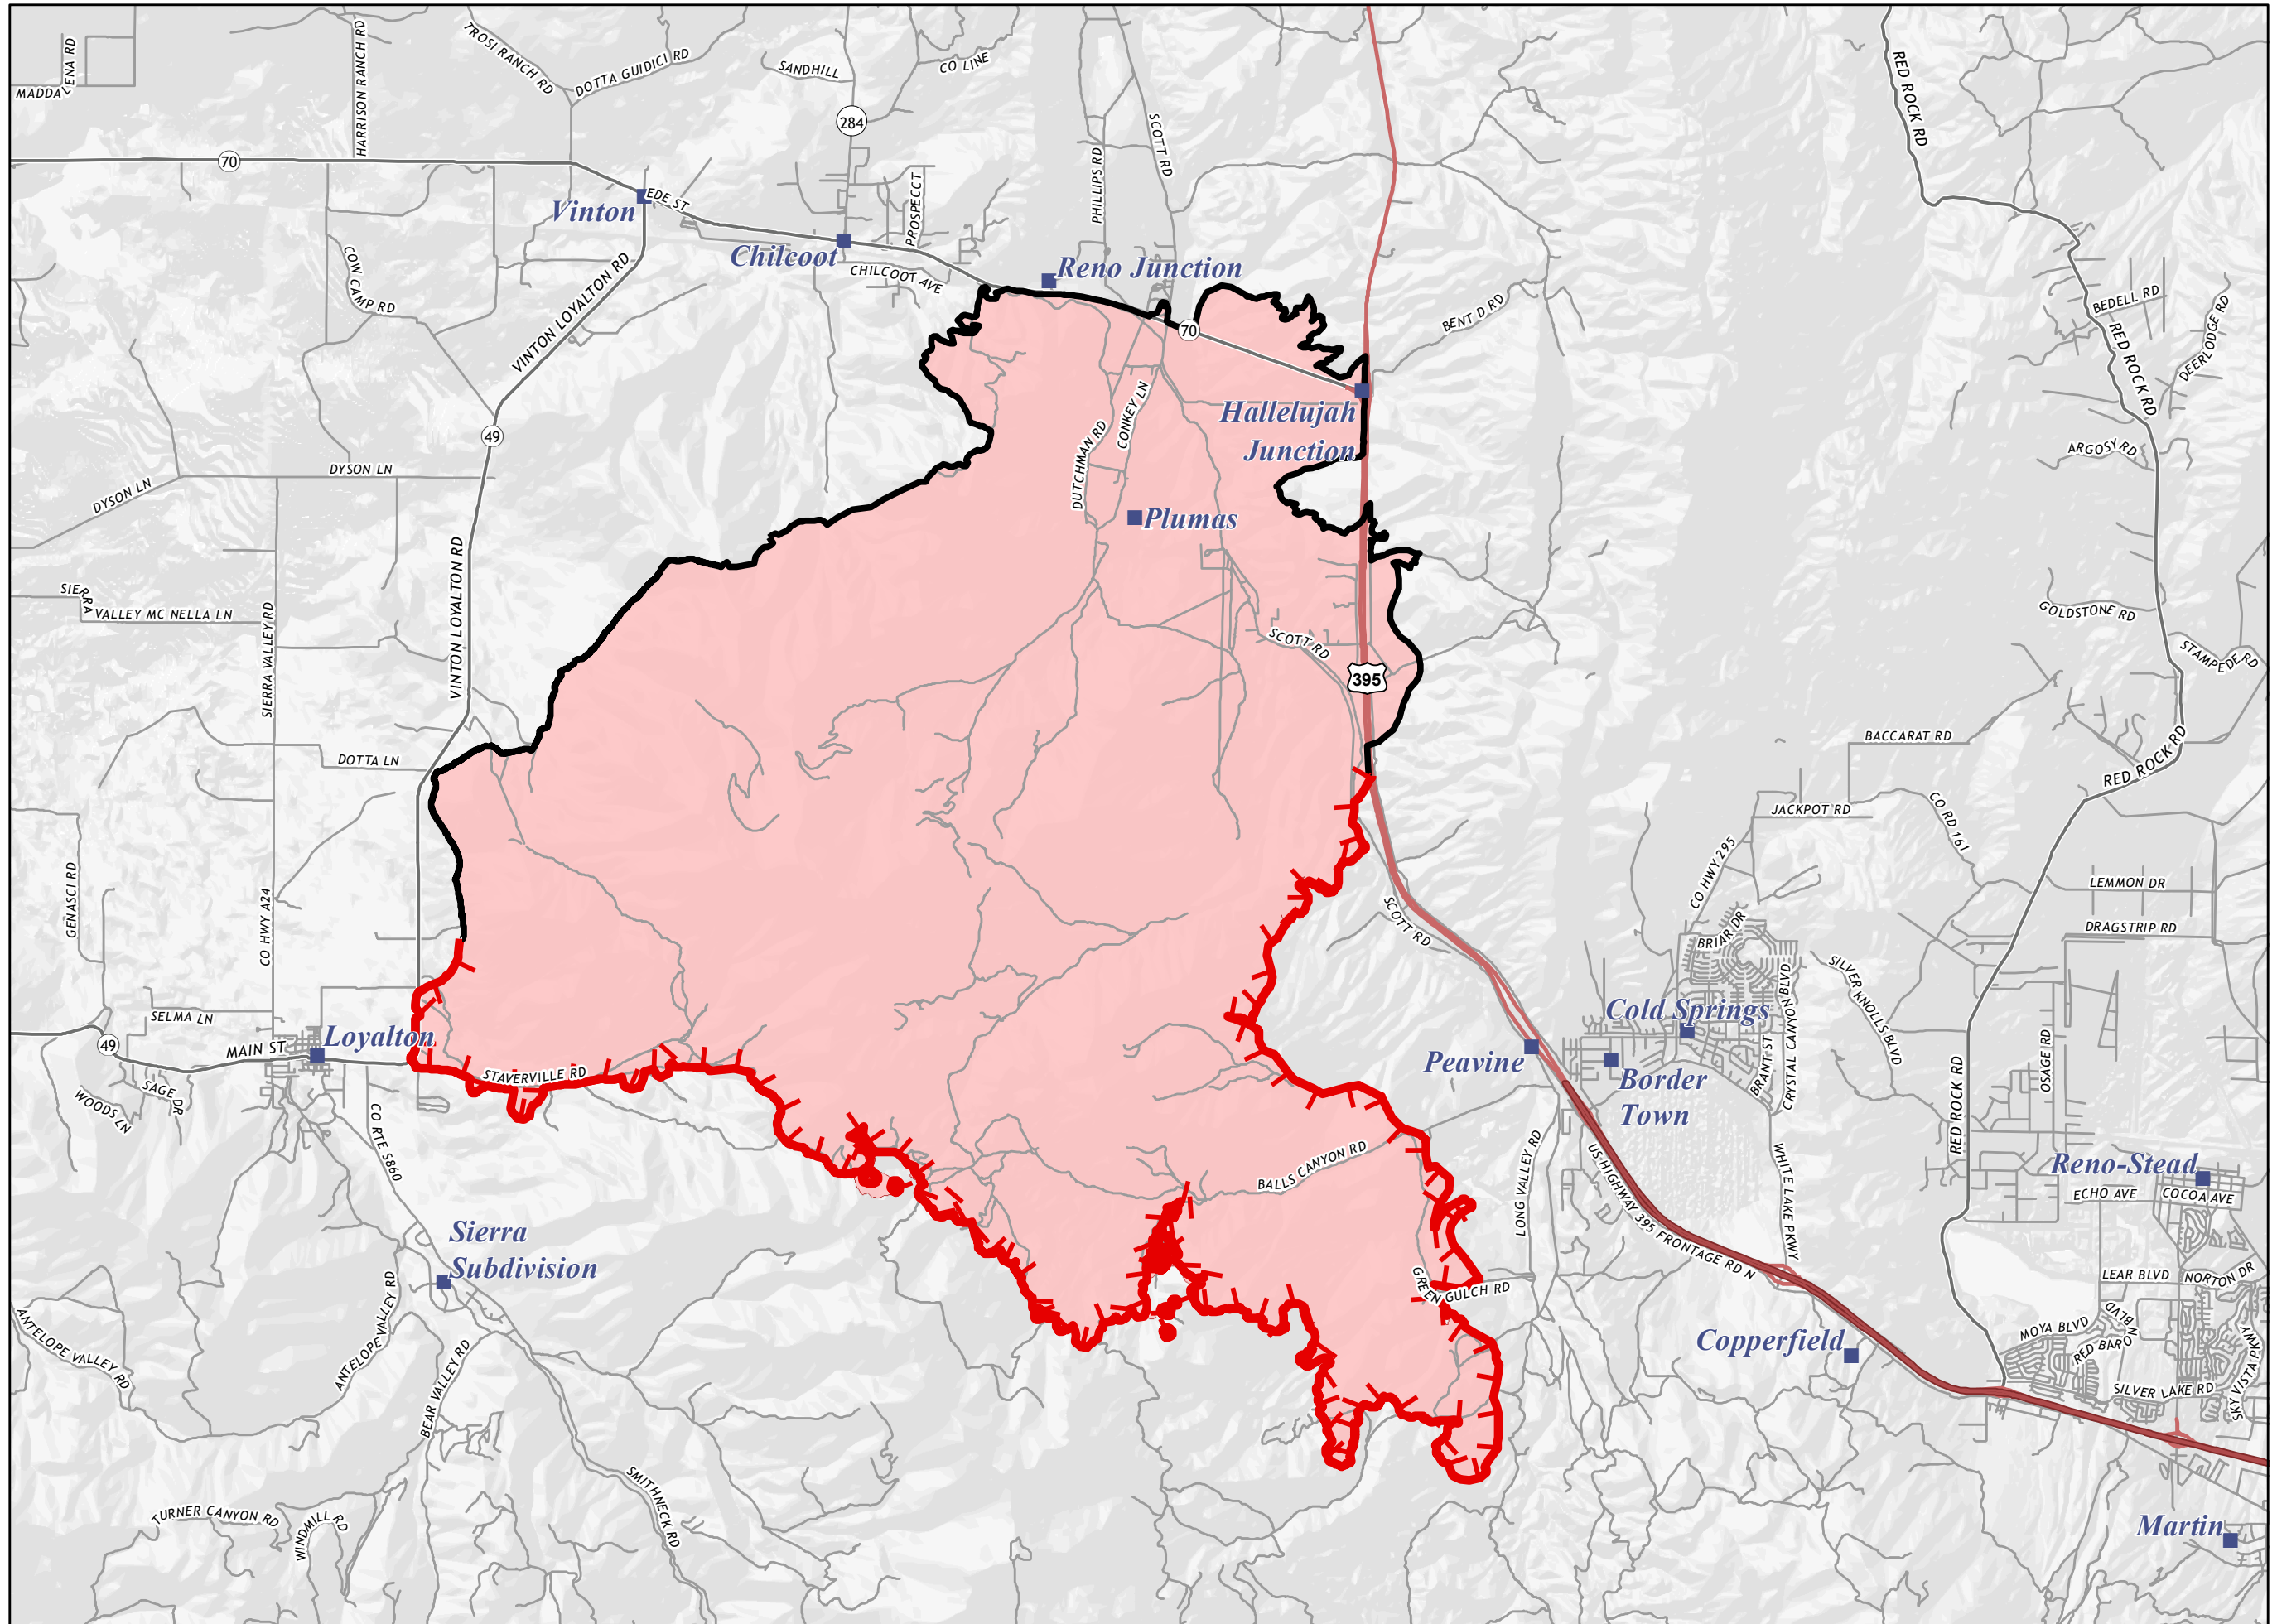 MADDALENA RD
HARRISON RANCH RD
TROSI RANCH RD
DOTTA GUIDICI RD
SANDHILL
CO LINE
284
SCOTT RD
PHILLIPS RD
RED ROCK RD
70
EDE ST
Vinton
PROSPECCT
Chilcoot
CHILCOOT AVE
Reno Junction
COW CAMP RD
VINTON LOYALTON RD
70
BENT D RD
BEDELL RD
RED ROCK RD
DEERLODGE RD
49
CONKEY LN
Hallelujah
Junction
DUTCHMAN RD
ARGOSY RD
DYSON LN
DYSON LN
Plumas
VINTON LOYALTON RD
SIERRA
VALLEY MC NELLA LN
SIERRA VALLEY RD
GOLDSTONE RD
STAMPEDE RD
SCOTT RD
395
DOTTA LN
BACCARAT RD
RED ROCK RD
JACKPOT RD
CO RD 161
CO HWY 295
GENASCI RD
CO HWY A24
LEMMON DR
SCOTT RD
DRAGSTRIP RD
BRIAR DR
SILVER KNOLLS BLVD
CRYSTAL CANYON BLVD
SELMA LN
Cold Springs
49
MAIN ST
Loyalton
Peavine
Border
Town
BRANT ST
OSAGE RD
STAVERVILLE RD
SAGE DR
WOODS LN
CO RTE S860
BALLS CANYON RD
LONG VALLEY RD
US HIGHWAY 395 FRONTAGE RD N
WHITE LAKE PKWY
RED ROCK RD
Reno-Stead
ECHO AVE
COCOA AVE
Sierra
Subdivision
GREEN GULCH RD
LEAR BLVD
NORTON DR
ANTELOPE VALLEY RD
ANTELOPE VALLEY RD
BEAR VALLEY RD
Copperfield
MOYA BLVD
RED BARON BLVD
SILVER LAKE RD
SKY VISTA PKWY
SMITHNECK RD
TURNER CANYON RD
WINDMILL RD
Martin